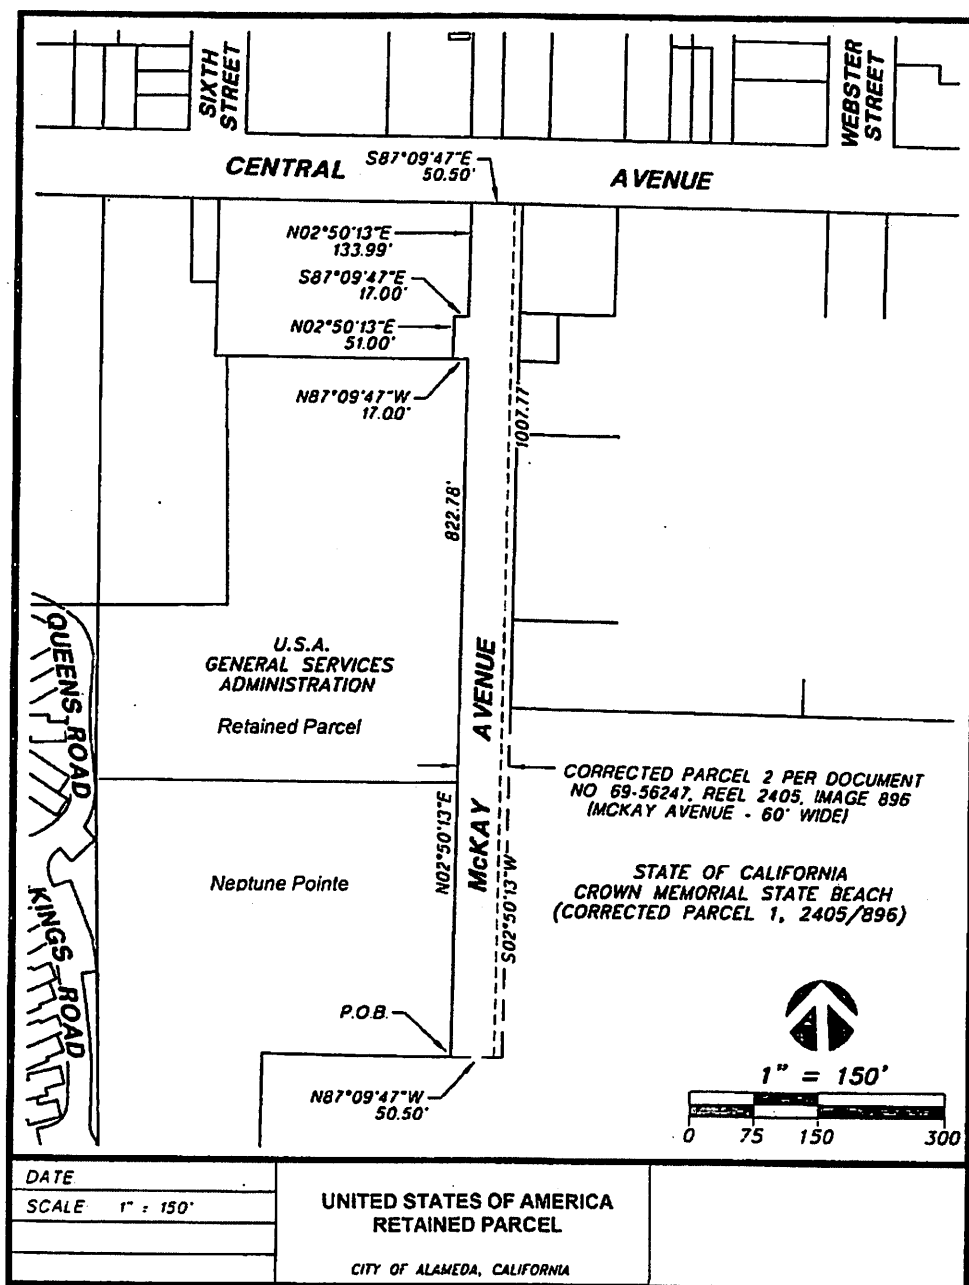 SIXTH
STREET
WEBSTER
STREET
CENTRAL
AVENUE
S87°09'47"E
50.50'
N02°50'13"E
133.99'
S87°09'47"E
17.00'
N02°50'13"E
51.00'
N87°09'47"W
17.00'
1007.77'
822.78'
QUEENS ROAD
U.S.A.
GENERAL SERVICES
ADMINISTRATION
Retained Parcel
McKAY AVENUE
CORRECTED PARCEL 2 PER DOCUMENT
NO 69-56247, REEL 2405, IMAGE 896
(MCKAY AVENUE - 60' WIDE)
N02°50'13"E
S02°50'13"W
Neptune Pointe
STATE OF CALIFORNIA
CROWN MEMORIAL STATE BEACH
(CORRECTED PARCEL 1, 2405/896)
KINGS ROAD
P.O.B.
N87°09'47"W
50.50'
1" = 150'
0 75 150 300
DATE
SCALE 1" = 150'
UNITED STATES OF AMERICA
RETAINED PARCEL
CITY OF ALAMEDA, CALIFORNIA